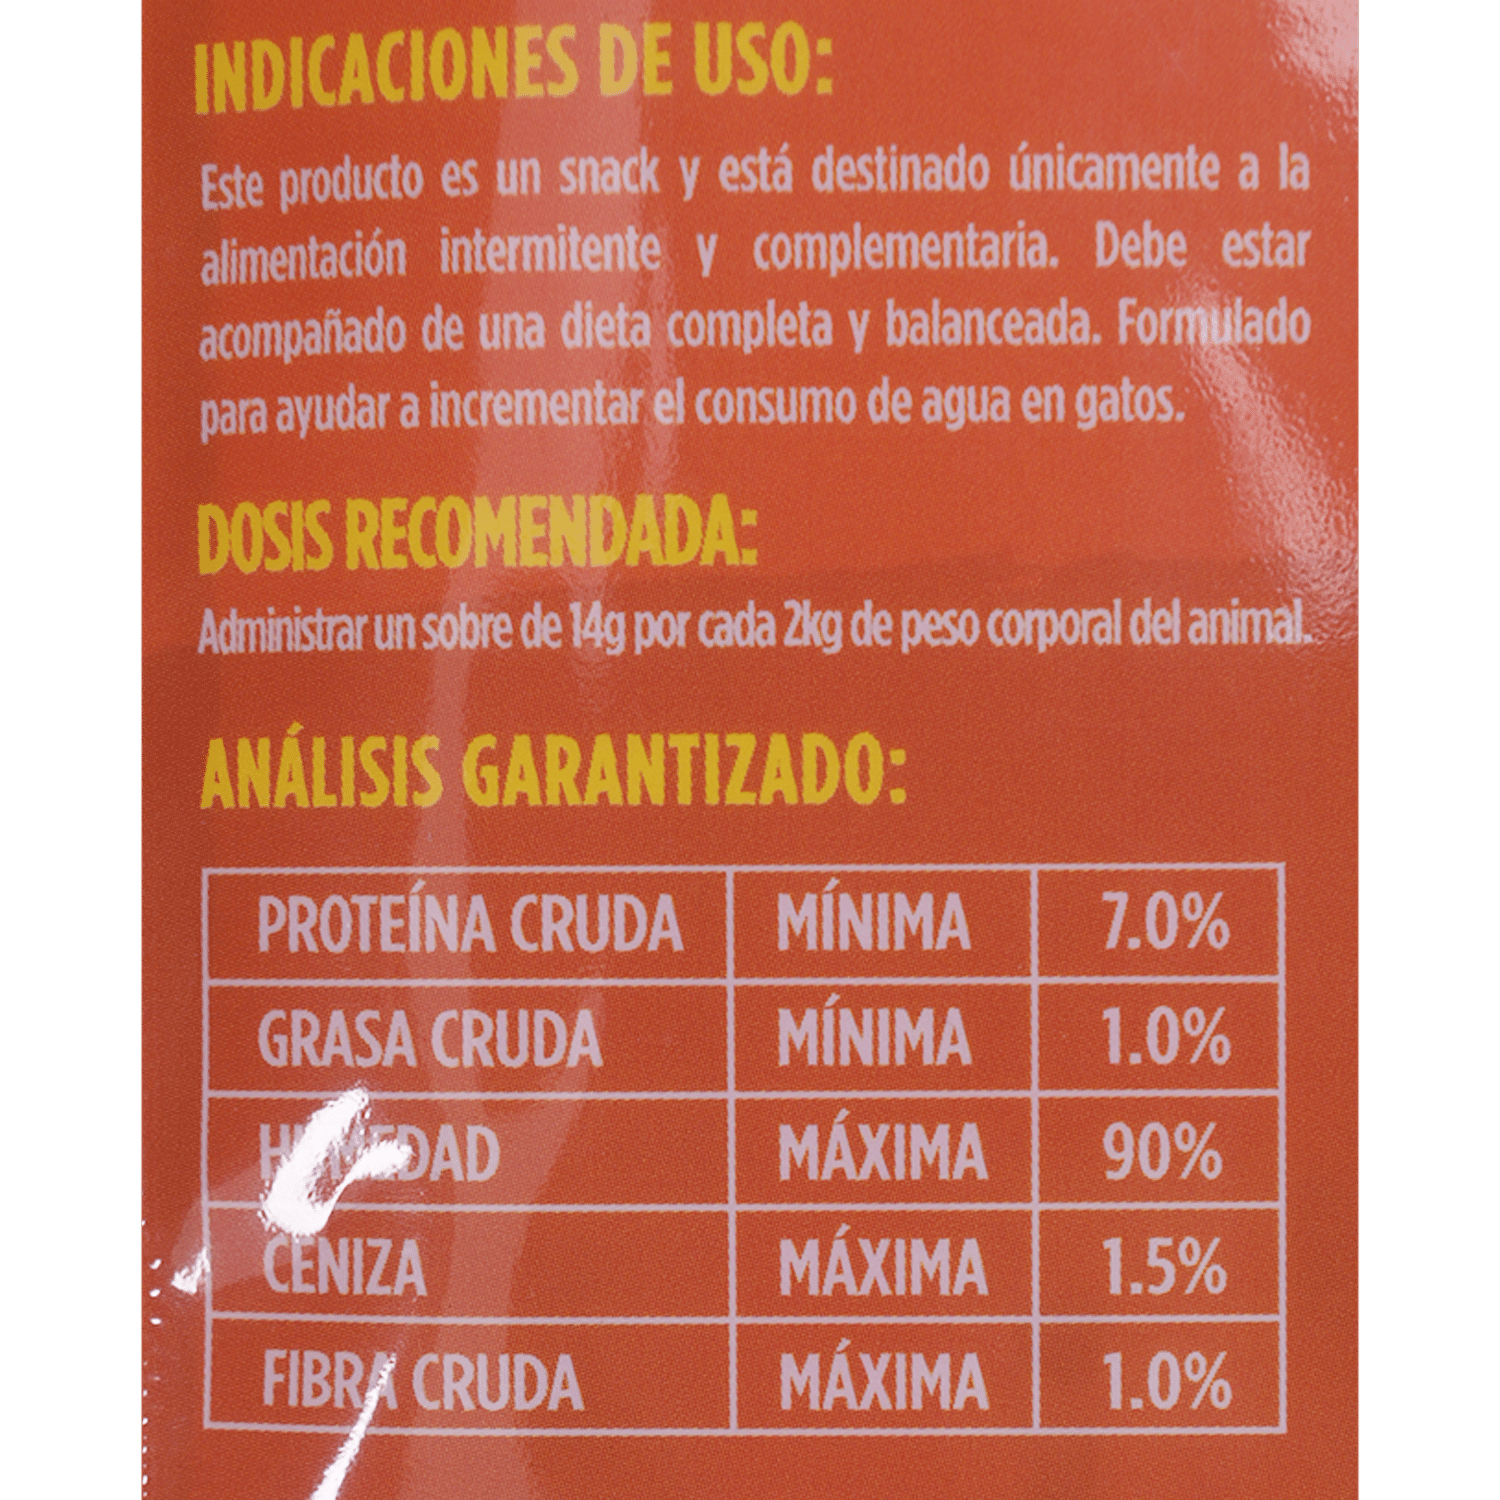 INDICACIONES DE USO:
Este producto es un snack y está destinado únicamente a la
alimentación intermitente y complementaria. Debe estar
acompañado de una dieta completa y balanceada. Formulado
para ayudar a incrementar el consumo de agua en gatos.
DOSIS RECOMENDADA:
Administrar un sobre de 14g por cada 2kg de peso corporal del animal.
ANÁLISIS GARANTIZADO:
PROTEÍNA CRUDA MÍNIMA 7.0%
GRASA CRUDA MÍNIMA 1.0%
HUMEDAD MÁXIMA 90%
CENIZA MÁXIMA 1.5%
FIBRA CRUDA MÁXIMA 1.0%